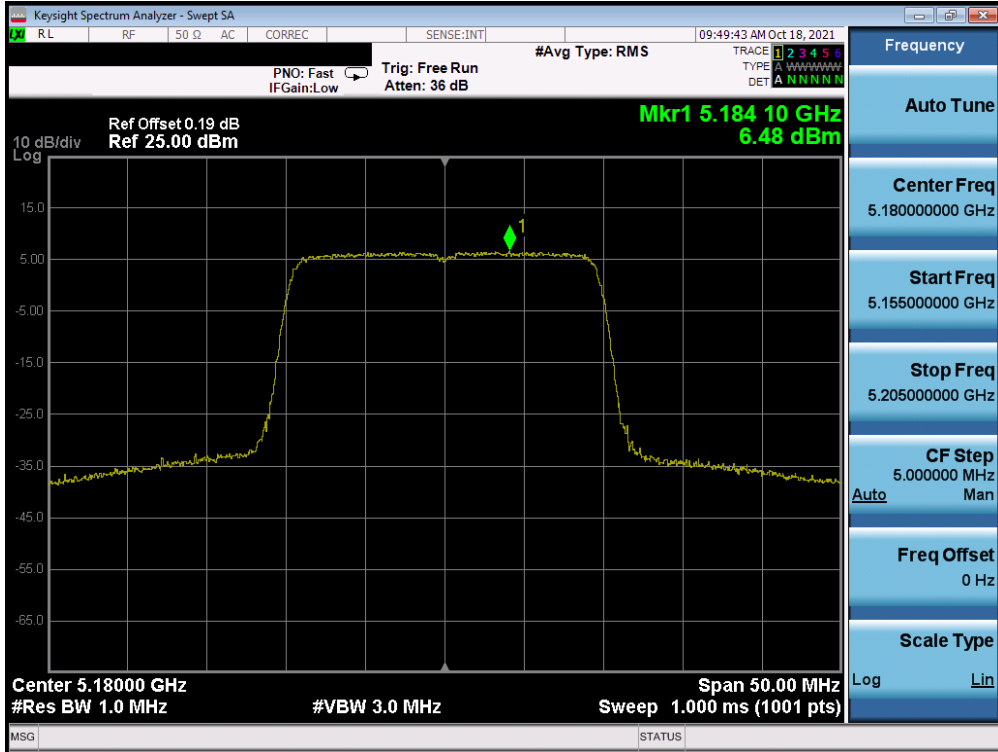 Keysight Spectrum Analyzer - Swept SA
LXI RL RF 50 Ω AC CORREC SENSE:INT 09:49:43 AM Oct 18, 2021
#Avg Type: RMS TRACE 1 2 3 4 5 6
PNO: Fast Trig: Free Run TYPE A WWWWW
IFGain:Low Atten: 36 dB DET A N N N N N
Mkr1 5.184 10 GHz
6.48 dBm
Ref Offset 0.19 dB
10 dB/div Ref 25.00 dBm
Log
15.0
1
5.00
-5.00
-15.0
-25.0
-35.0
-45.0
-55.0
-65.0
Center 5.18000 GHz Span 50.00 MHz
#Res BW 1.0 MHz #VBW 3.0 MHz Sweep 1.000 ms (1001 pts)
MSG STATUS
Frequency
Auto Tune
Center Freq
5.180000000 GHz
Start Freq
5.155000000 GHz
Stop Freq
5.205000000 GHz
CF Step
5.000000 MHz
Auto Man
Freq Offset
0 Hz
Scale Type
Log Lin